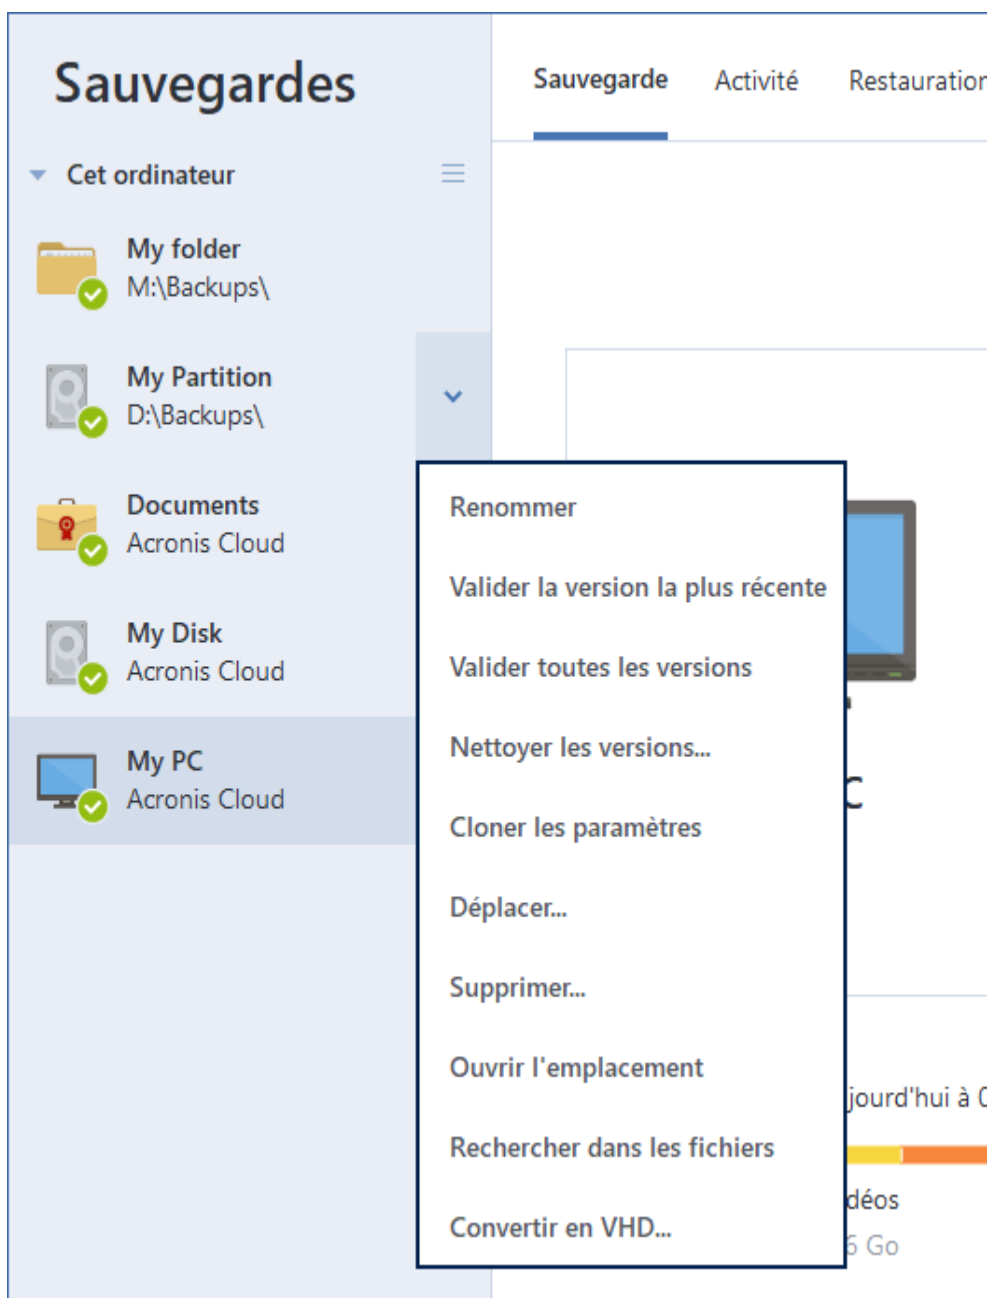 Sauvegardes
Sauvegarde Activité Restauration
Cet ordinateur
My folder
M:\Backups\
My Partition
D:\Backups\
Documents
Acronis Cloud
My Disk
Acronis Cloud
My PC
Acronis Cloud
Renommer
Valider la version la plus récente
Valider toutes les versions
Nettoyer les versions...
Cloner les paramètres
Déplacer...
Supprimer...
Ouvrir l'emplacement
Rechercher dans les fichiers
Convertir en VHD...
C
jourd'hui à 0
déos
6 Go